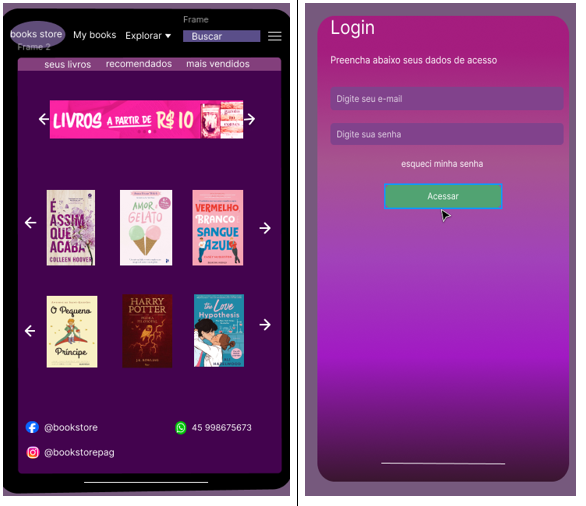 Frame
books store
My books
Explorar
Buscar
Frame 2
seus livros
recomendados
mais vendidos
LIVROS A PARTIR DE R$ 10
É
ASSIM
QUE
ACABA
COLLEEN HOOVER
AMOR
& GELATO
VERMELHO
BRANCO
SANGUE
AZUL
O Pequeno
Príncipe
HARRY
POTTER
The Love
Hypothesis
@bookstore
45 998675673
@bookstorepag
Login
Preencha abaixo seus dados de acesso
Digite seu e-mail
Digite sua senha
esqueci minha senha
Acessar